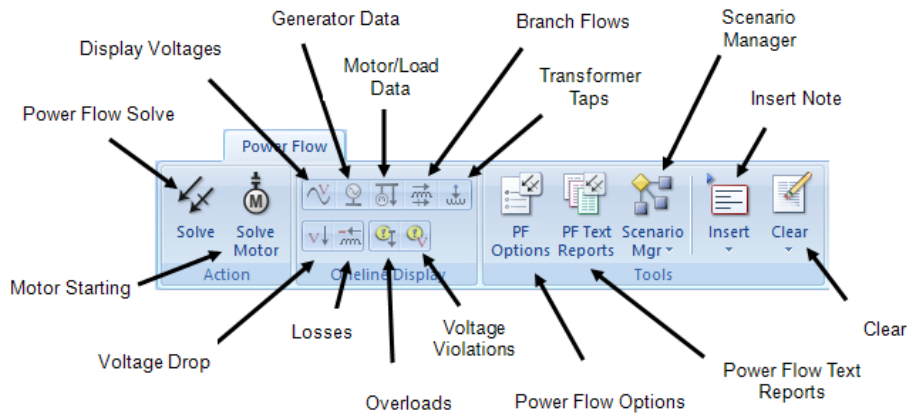 Generator Data
Branch Flows
Scenario
Manager
Display Voltages
Motor/Load
Data
Transformer
Taps
Insert Note
Power Flow Solve
Power Flow
V
M
M
Solve
Solve
Motor
V
?
?
V
PF
Options
PF Text
Reports
Scenario
Mgr
Insert
Clear
Action
Oneline Display
Tools
Motor Starting
Losses
Voltage
Violations
Clear
Voltage Drop
Power Flow Text
Reports
Overloads
Power Flow Options